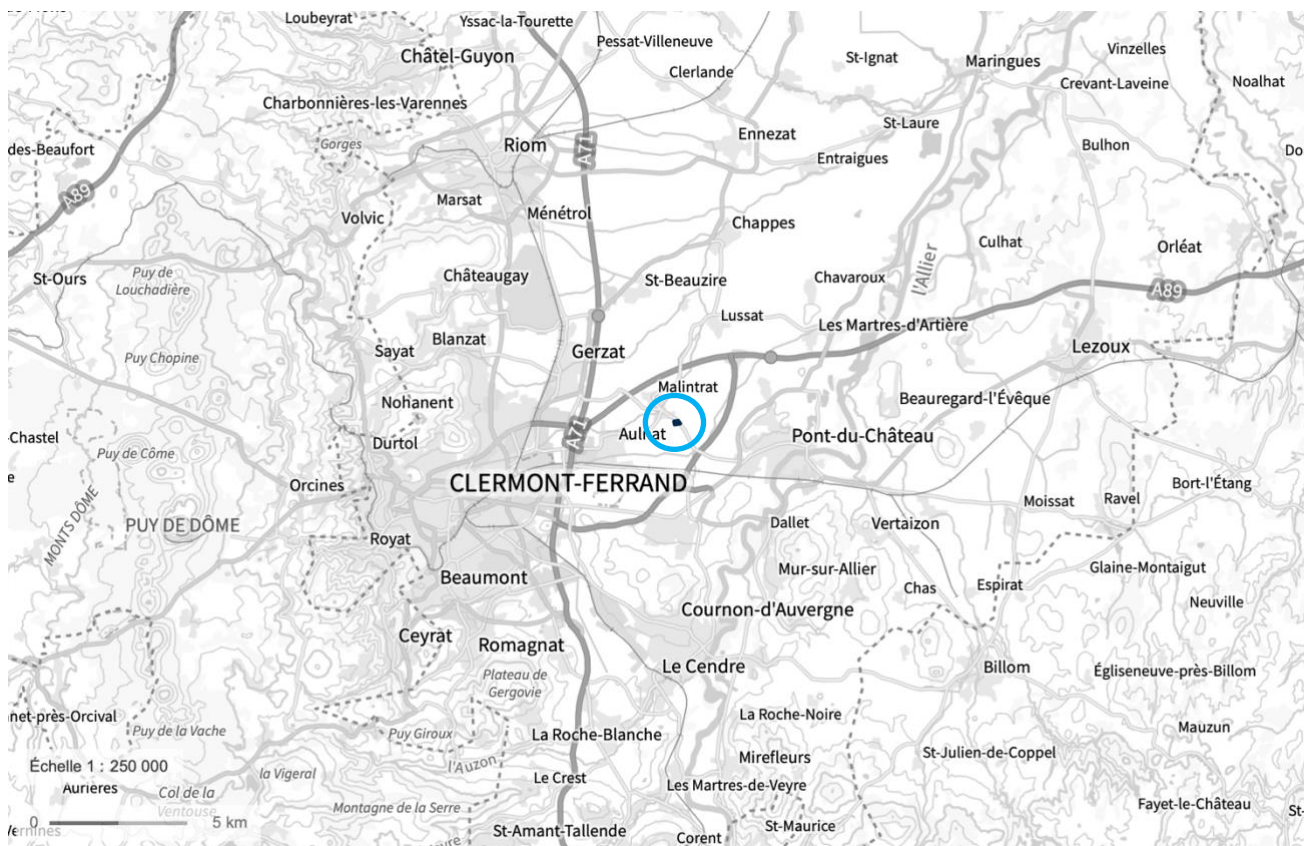 Loubeyrat
Yssac-la-Tourette
Pessat-Villeneuve
Châtel-Guyon
Clerlande
St-Ignat
Maringues
Vinzelles
Crevant-Laveine
Noalhat
Charbonnières-les-Varennes
Gorges
Riom
A71
Ennezat
St-Laure
Entraigues
Bulhon
des-Beaufort
A89
Volvic
Marsat
Ménétrol
Chappes
Culhat
Orléat
St-Ours
Puy de
Louchadière
Châteaugay
St-Beauzire
Chavaroux
l'Allier
A89
Lussat
Les Martres-d'Artière
Puy Chopine
Sayat
Blanzat
Gerzat
Lezoux
Nohanent
Malintrat
Beauregard-l'Évêque
-Chastel
Puy de Côme
Durtol
A71
Aulnat
Pont-du-Château
Orcines
CLERMONT-FERRAND
Moissat
Ravel
Bort-l'Étang
MONTS DÔME
PUY DE DÔME
Royat
Dallet
Vertaizon
Beaumont
Mur-sur-Allier
Chas
Espirat
Glaine-Montaigut
Neuville
Ceyrat
Romagnat
Cournon-d'Auvergne
Le Cendre
Billom
Égliseneuve-près-Billom
Plateau de
Gergovie
net-près-Orcival
Puy de la Vache
Puy Giroux
La Roche-Blanche
La Roche-Noire
Mauzun
l'Auzon
Mirefleurs
St-Julien-de-Coppel
Échelle 1 : 250 000
la Vigeral
Le Crest
Les Martres-de-Veyre
Aurières
Col de la
Ventouse
Montagne de la Serre
Fayet-le-Château
0 5 km
Vernines
St-Amant-Tallende
Corent
St-Maurice
St-